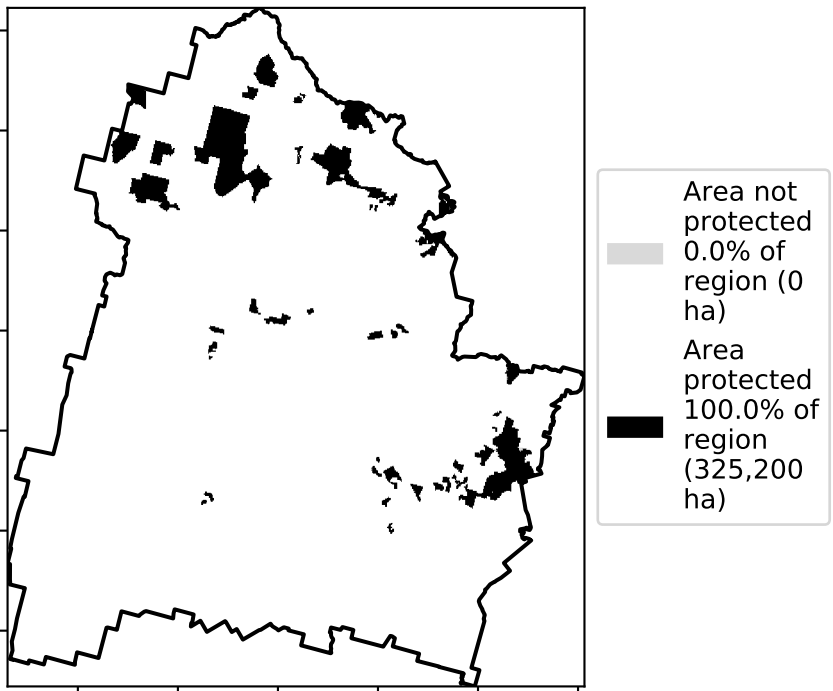 Area not
protected
0.0% of
region (0
ha)
Area
protected
100.0% of
region
(325,200
ha)